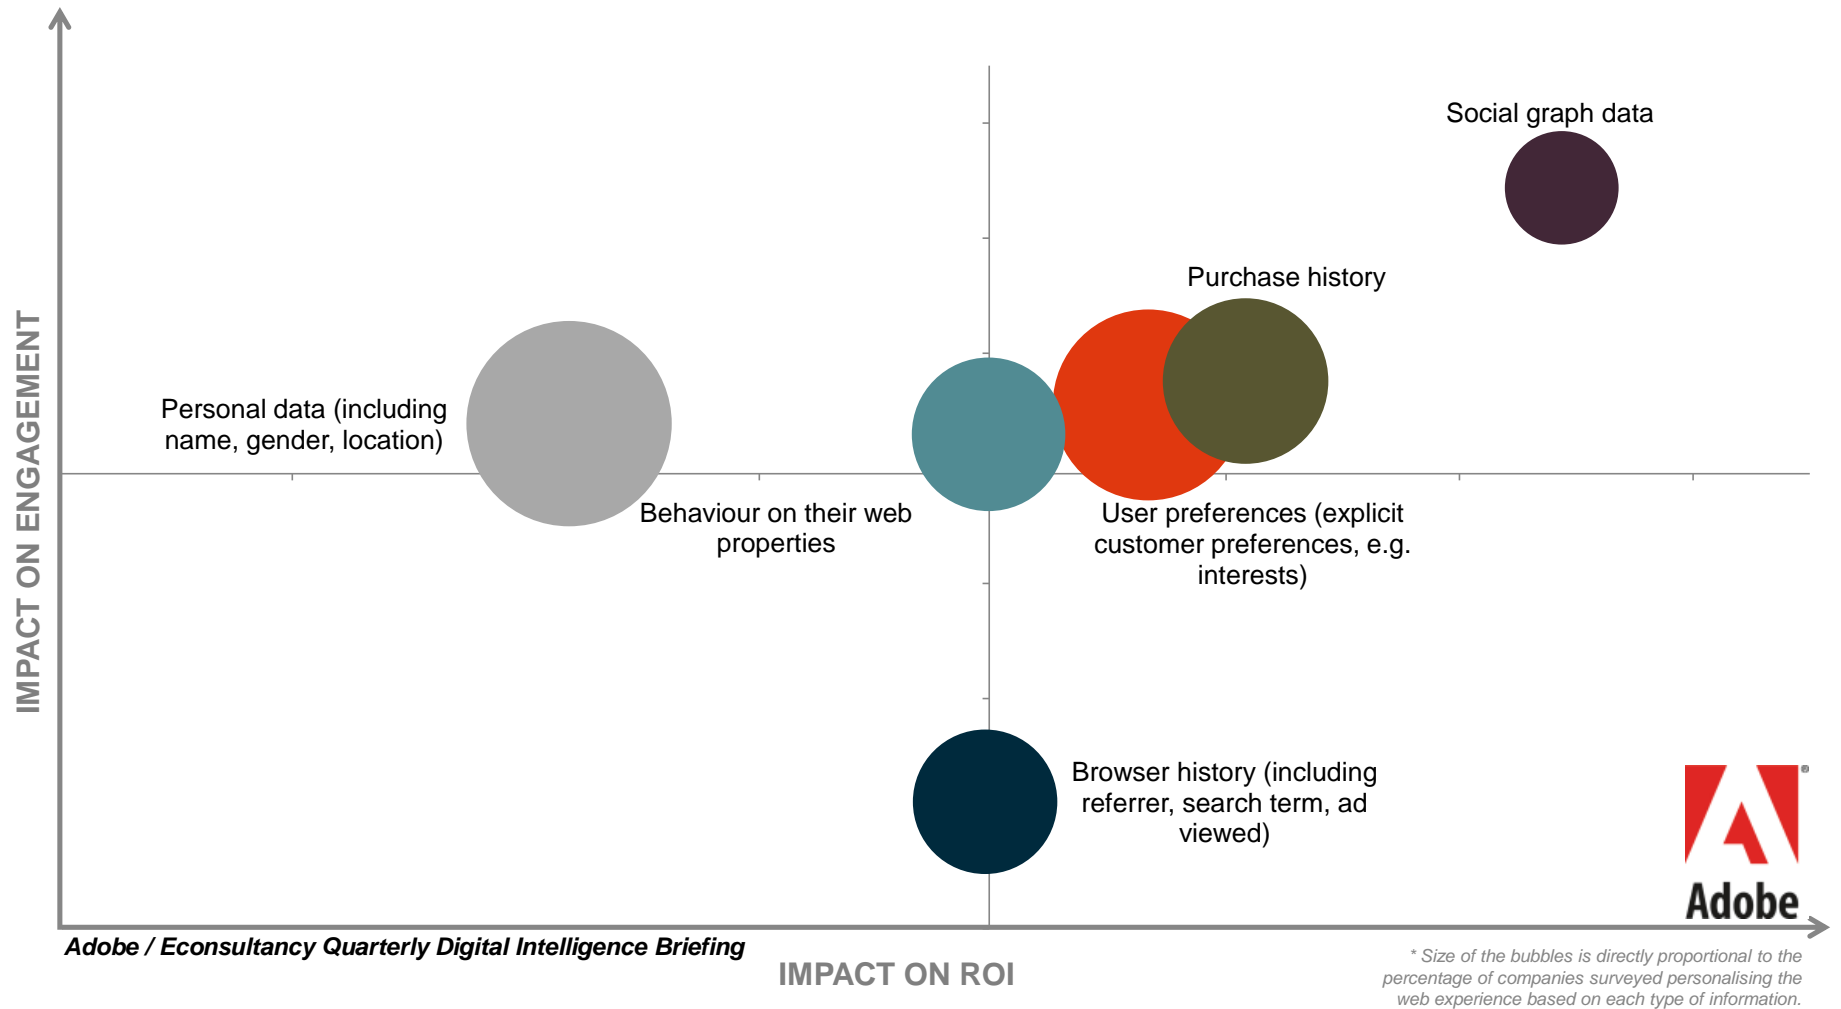 Social graph data
Purchase history
IMPACT ON ENGAGEMENT
Personal data (including
name, gender, location)
Behaviour on their web
properties
User preferences (explicit
customer preferences, e.g.
interests)
Browser history (including
referrer, search term, ad
viewed)
Adobe
Adobe / Econsultancy Quarterly Digital Intelligence Briefing
IMPACT ON ROI
* Size of the bubbles is directly proportional to the
percentage of companies surveyed personalising the
web experience based on each type of information.